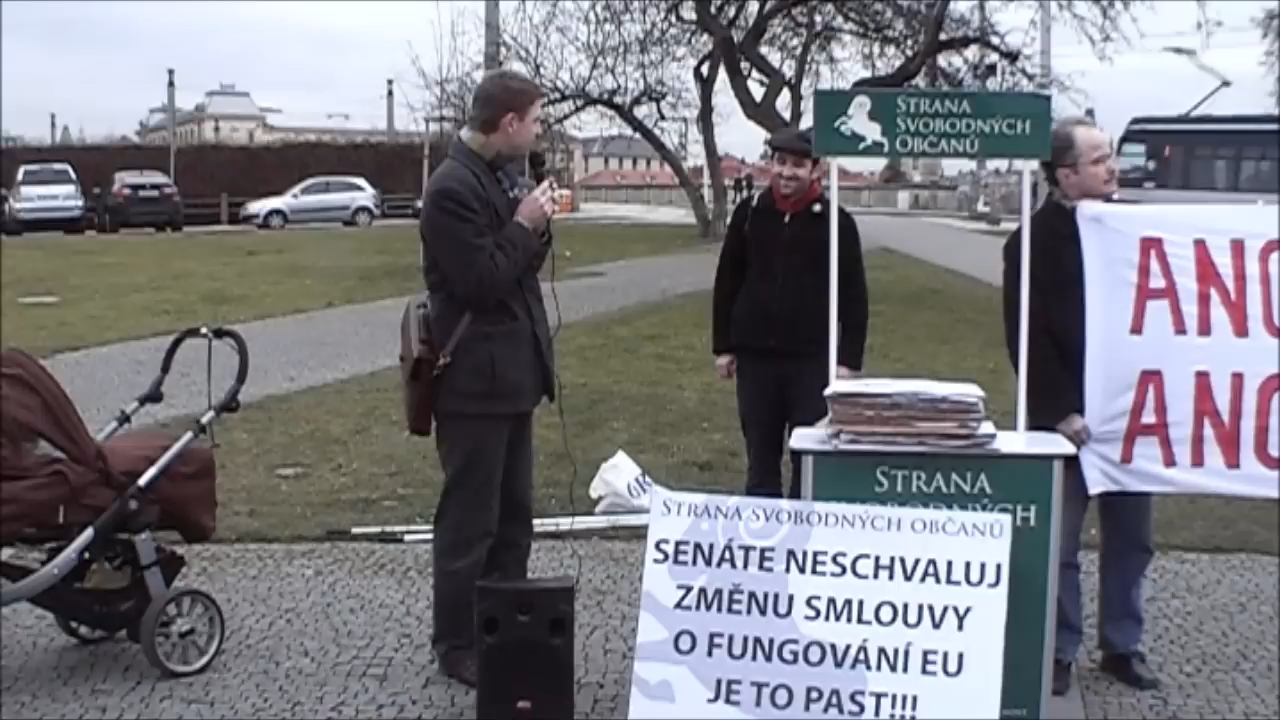 STRANA
SVOBODNÝCH
OBČANŮ
ANO
ANO
STRANA
STRANA SVOBODNÝCH OBČANŮ
SENÁTE NESCHVALUJ
ZMĚNU SMLOUVY
O FUNGOVÁNÍ EU
JE TO PAST!!!